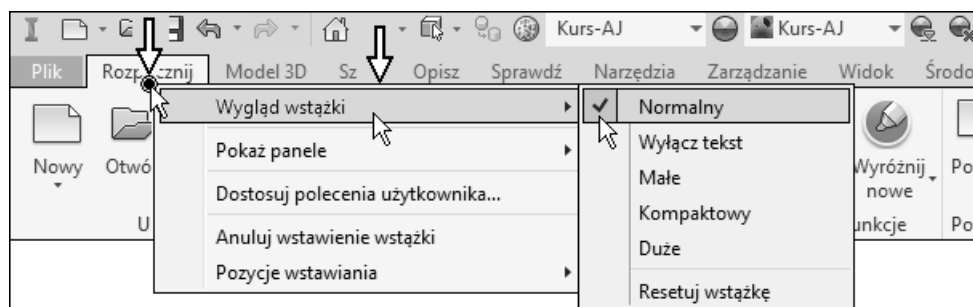 Kurs-AJ Kurs-AJ
Plik Model 3D Sz Opisz Sprawdź Narzędzia Zarządzanie Widok Środo
Wygląd wstążki Normalny
Pokaż panele Wyłącz tekst
Nowy Otwó Wyróżnij Po
Małe
nowe
Dostosuj polecenia użytkownika...
Kompaktowy
U unkcje Po
Anuluj wstawienie wstążki
Duże
Pozycje wstawiania
Resetuj wstążkę